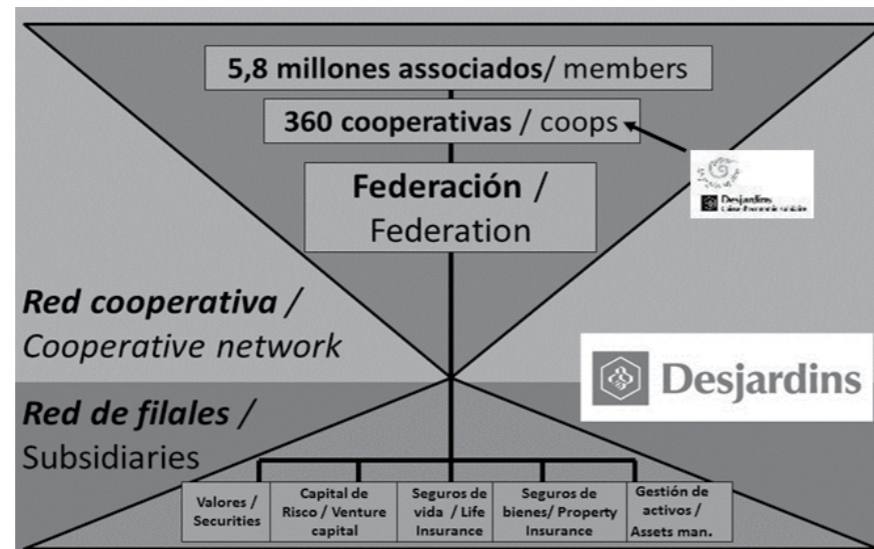 5,8 millones associados/ members
360 cooperativas / coops
Federación /
Federation
Desjardins
Red cooperativa /
Cooperative network
Desjardins
Red de filales /
Subsidiaries
Valores /
Securities
Capital de
Risco / Venture
capital
Seguros de
vida / Life
Insurance
Seguros de
bienes/ Property
Insurance
Gestión de
activos /
Assets man.